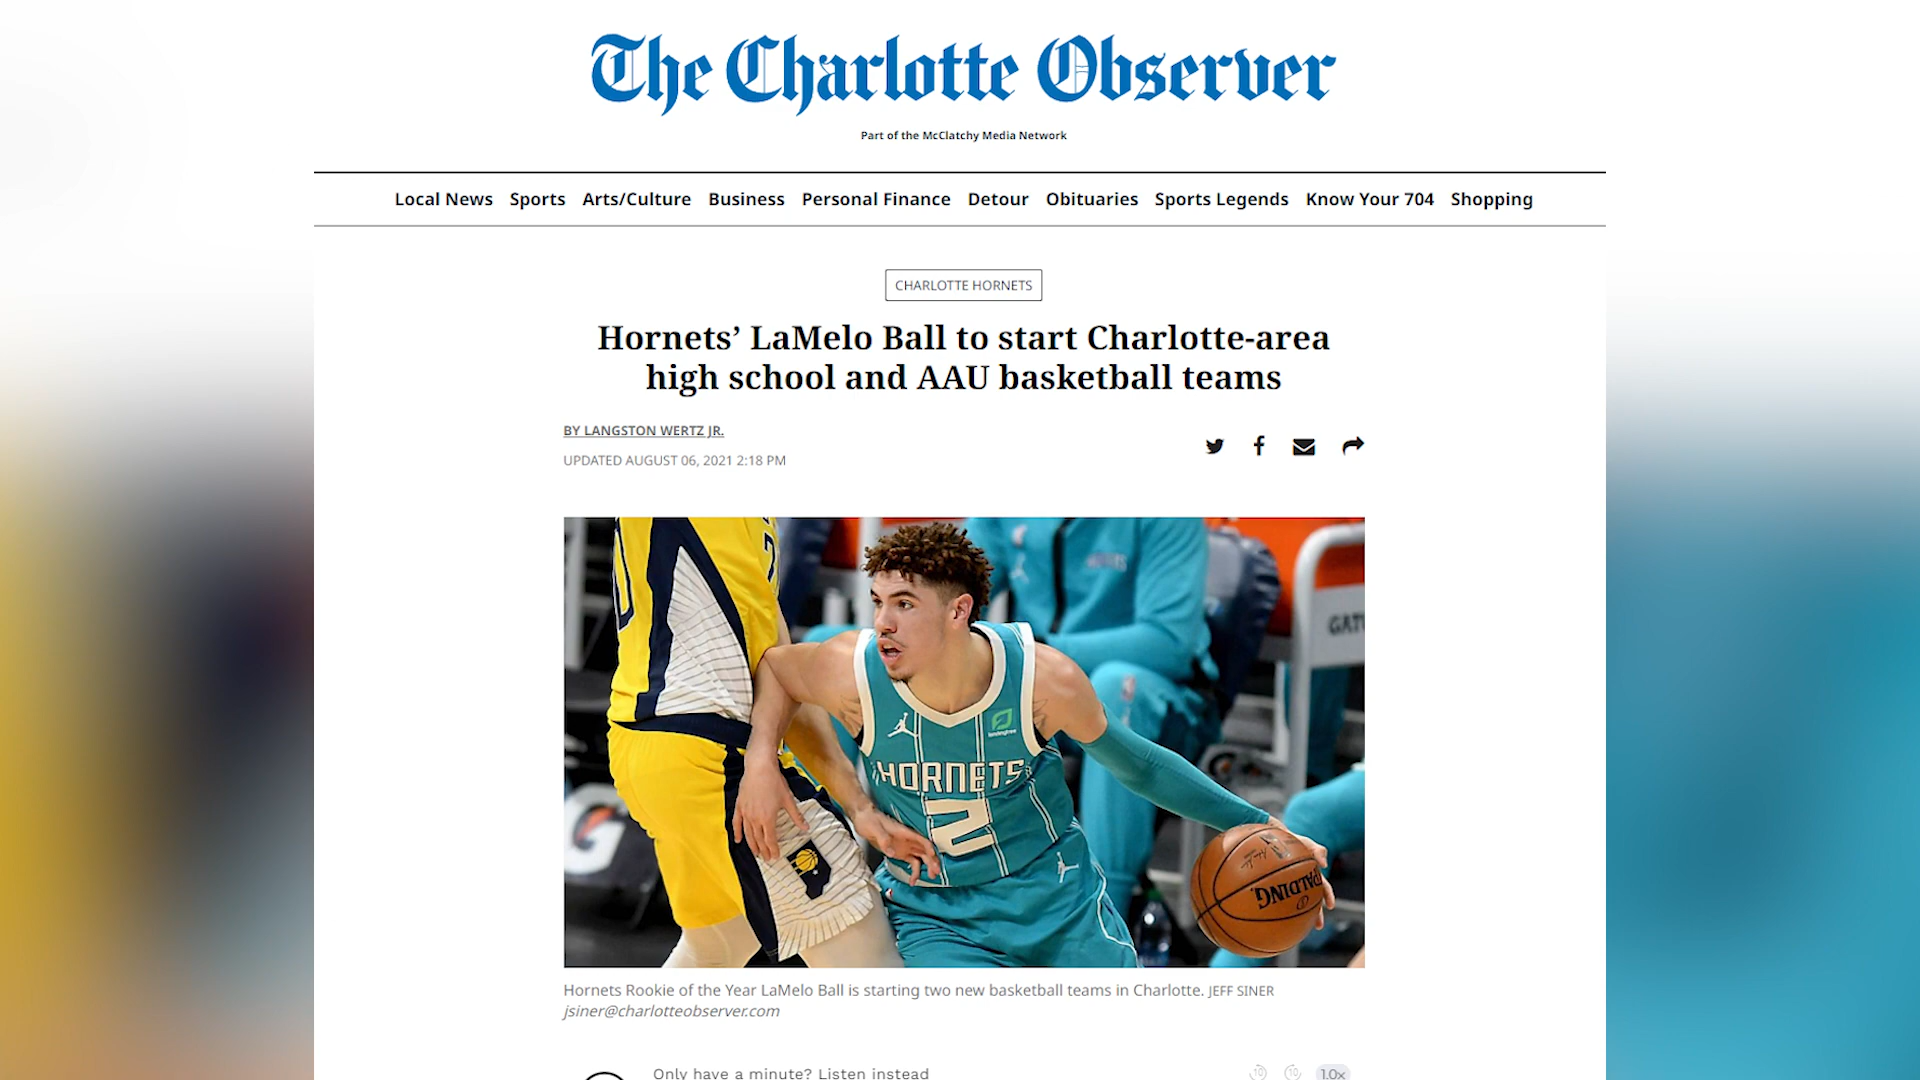 The Charlotte Observer
Part of the McClatchy Media Network
Local News Sports Arts/Culture Business Personal Finance Detour Obituaries Sports Legends Know Your 704 Shopping
CHARLOTTE HORNETS
Hornets’ LaMelo Ball to start Charlotte-area
high school and AAU basketball teams
BY LANGSTON WERTZ JR.
UPDATED AUGUST 06, 2021 2:18 PM
GAT
lendingtree
HORNETS
2
SPALDING
Hornets Rookie of the Year LaMelo Ball is starting two new basketball teams in Charlotte. JEFF SINER
jsiner@charlotteobserver.com
Only have a minute? Listen instead
10 10 1.0x